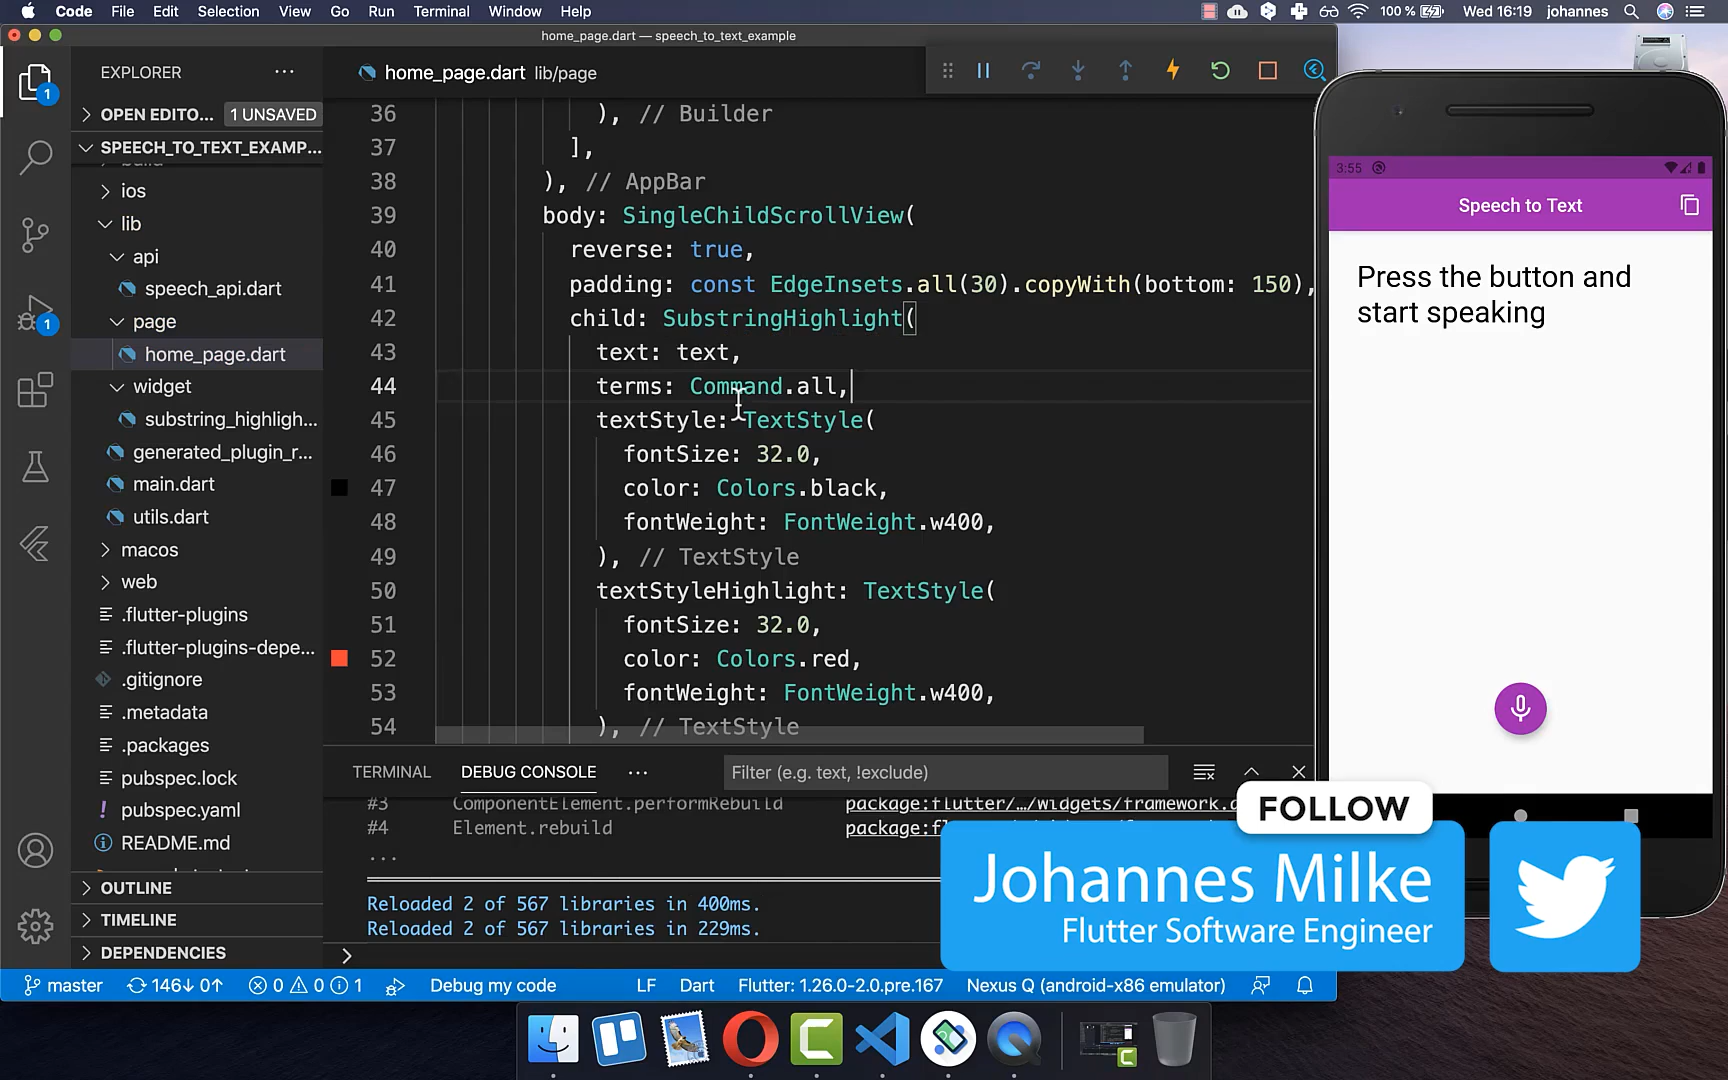 Code File Edit Selection View Go Run Terminal Window Help
100 % Wed 16:19 johannes
home_page.dart — speech_to_text_example
EXPLORER
OPEN EDITO... 1 UNSAVED
SPEECH_TO_TEXT_EXAMP...
ios
lib
api
speech_api.dart
page
home_page.dart
widget
substring_highligh...
generated_plugin_r...
main.dart
utils.dart
macos
web
.flutter-plugins
.flutter-plugins-depe...
.gitignore
.metadata
.packages
pubspec.lock
pubspec.yaml
README.md
OUTLINE
TIMELINE
DEPENDENCIES
1
1
home_page.dart lib/page
36 ), // Builder
37 ],
38 ), // AppBar
39 body: SingleChildScrollView(
40 reverse: true,
41 padding: const EdgeInsets.all(30).copyWith(bottom: 150),
42 child: SubstringHighlight(
43 text: text,
44 terms: Command.all,
45 textStyle: TextStyle(
46 fontSize: 32.0,
47 color: Colors.black,
48 fontWeight: FontWeight.w400,
49 ), // TextStyle
50 textStyleHighlight: TextStyle(
51 fontSize: 32.0,
52 color: Colors.red,
53 fontWeight: FontWeight.w400,
54 ), // TextStyle
TERMINAL DEBUG CONSOLE ... Filter (e.g. text, !exclude)
#3 ComponentElement.performRebuild package:flutter/…/widgets/framework.d
#4 Element.rebuild package:fl
...
Reloaded 2 of 567 libraries in 400ms.
Reloaded 2 of 567 libraries in 229ms.
master 146↓ 0↑ 0 0 1 Debug my code LF Dart Flutter: 1.26.0-2.0.pre.167 Nexus Q (android-x86 emulator)
3:55
Speech to Text
Press the button and
start speaking
FOLLOW
Johannes Milke
Flutter Software Engineer